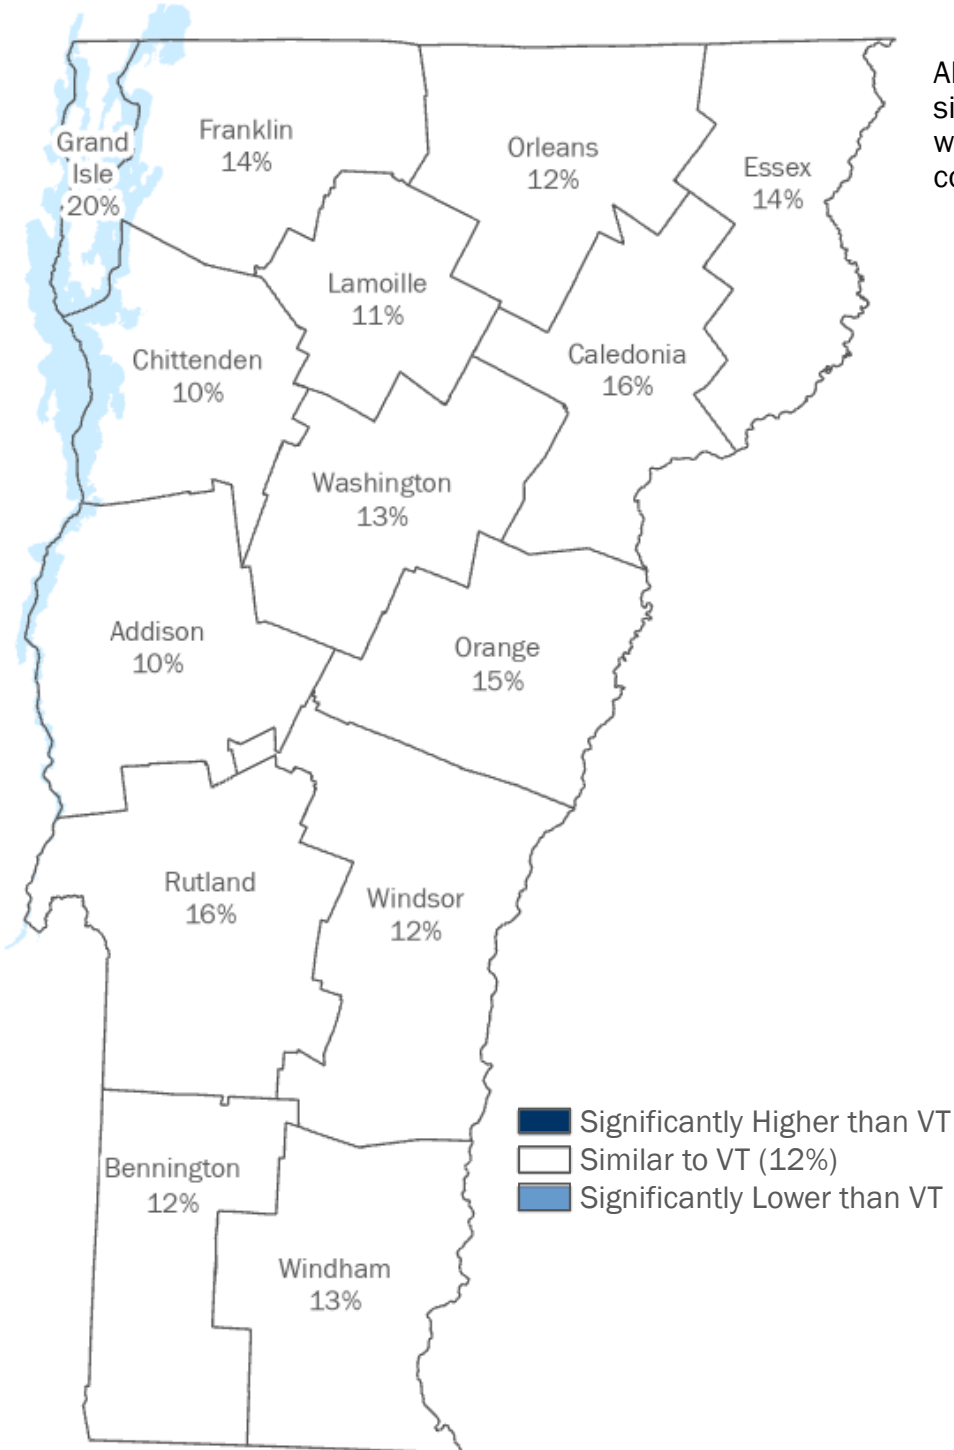 Grand
Isle
20%
Franklin
14%
Orleans
12%
Essex
14%
Lamoille
11%
Chittenden
10%
Caledonia
16%
Washington
13%
Addison
10%
Orange
15%
Rutland
16%
Windsor
12%
Bennington
12%
Windham
13%
Significantly Higher than VT
Similar to VT (12%)
Significantly Lower than VT